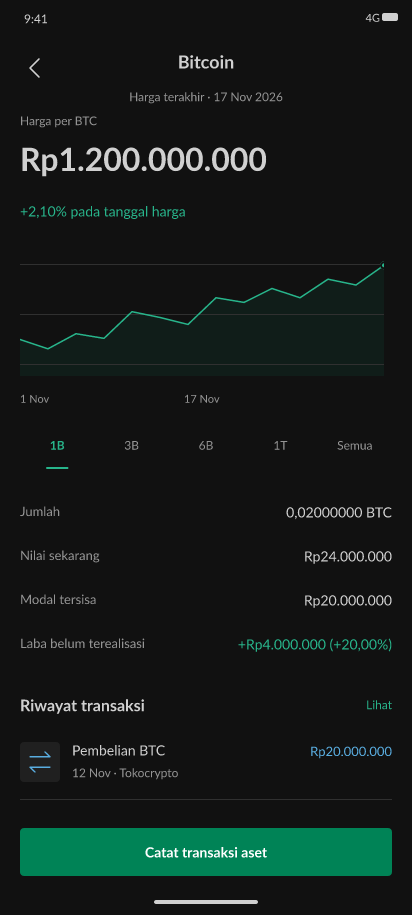 9:41
4G
Bitcoin
Harga terakhir · 17 Nov 2026
Harga per BTC
Rp1.200.000.000
+2,10% pada tanggal harga
1 Nov
17 Nov
1B
3B
6B
1T
Semua
Jumlah
0,02000000 BTC
Nilai sekarang
Rp24.000.000
Modal tersisa
Rp20.000.000
Laba belum terealisasi
+Rp4.000.000 (+20,00%)
Riwayat transaksi
Lihat
Pembelian BTC
Rp20.000.000
12 Nov · Tokocrypto
Catat transaksi aset